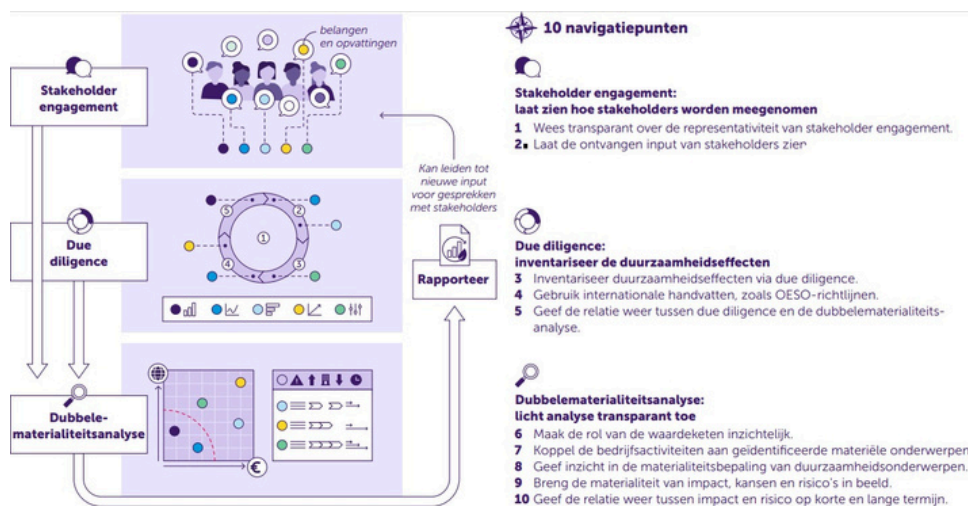 belangen
en opvattingen
Stakeholder
engagement
Kan leiden tot
nieuwe input
voor gesprekken
met stakeholders
Due
diligence
5
2
1
4
3
Rapporteer
Dubbele-
materialiteitsanalyse
€
10 navigatiepunten
Stakeholder engagement:
laat zien hoe stakeholders worden meegenomen
1 Wees transparant over de representativiteit van stakeholder engagement.
2. Laat de ontvangen input van stakeholders zien
Due diligence:
inventariseer de duurzaamheidseffecten
3 Inventariseer duurzaamheidseffecten via due diligence.
4 Gebruik internationale handvatten, zoals OESO-richtlijnen.
5 Geef de relatie weer tussen due diligence en de dubbelematerialiteits-
analyse.
Dubbelematerialiteitsanalyse:
licht analyse transparant toe
6 Maak de rol van de waardeketen inzichtelijk.
7 Koppel de bedrijfsactiviteiten aan geïdentificeerde materiële onderwerpen
8 Geef inzicht in de materialiteitsbepaling van duurzaamheidsonderwerpen.
9 Breng de materialiteit van impact, kansen en risico's in beeld.
10 Geef de relatie weer tussen impact en risico op korte en lange termijn.